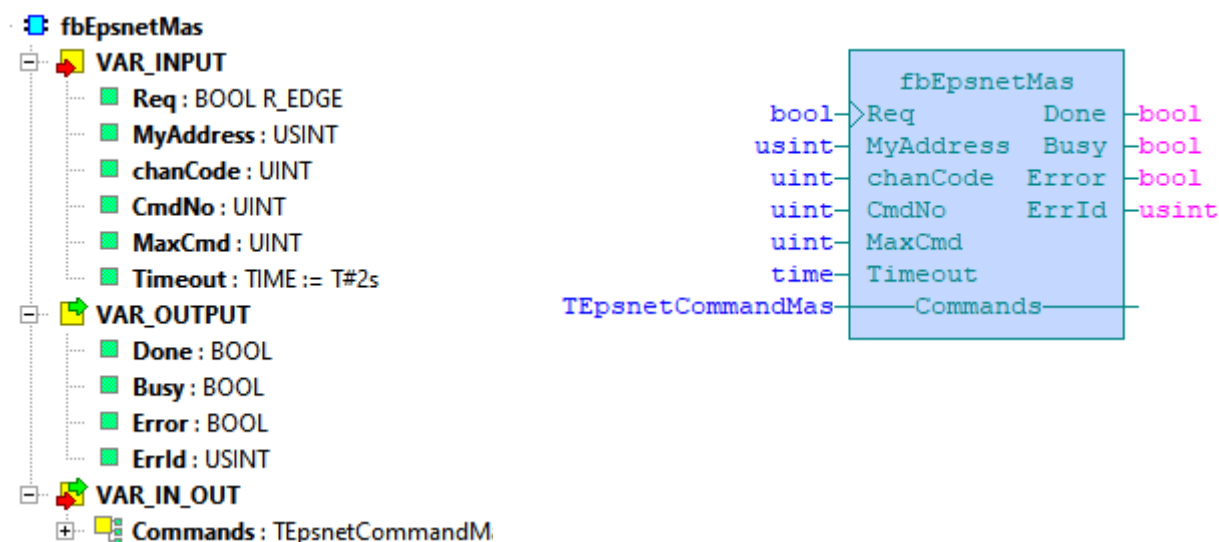 fbEpsnetMas
VAR_INPUT
Req : BOOL R_EDGE
MyAddress : USINT
chanCode : UINT
CmdNo : UINT
MaxCmd : UINT
Timeout : TIME := T#2s
VAR_OUTPUT
Done : BOOL
Busy : BOOL
Error : BOOL
ErrId : USINT
VAR_IN_OUT
Commands : TEpsnetCommandMa
fbEpsnetMas
bool Req Done bool
usint MyAddress Busy bool
uint chanCode Error bool
uint CmdNo ErrId usint
uint MaxCmd
time Timeout
TEpsnetCommandMas Commands